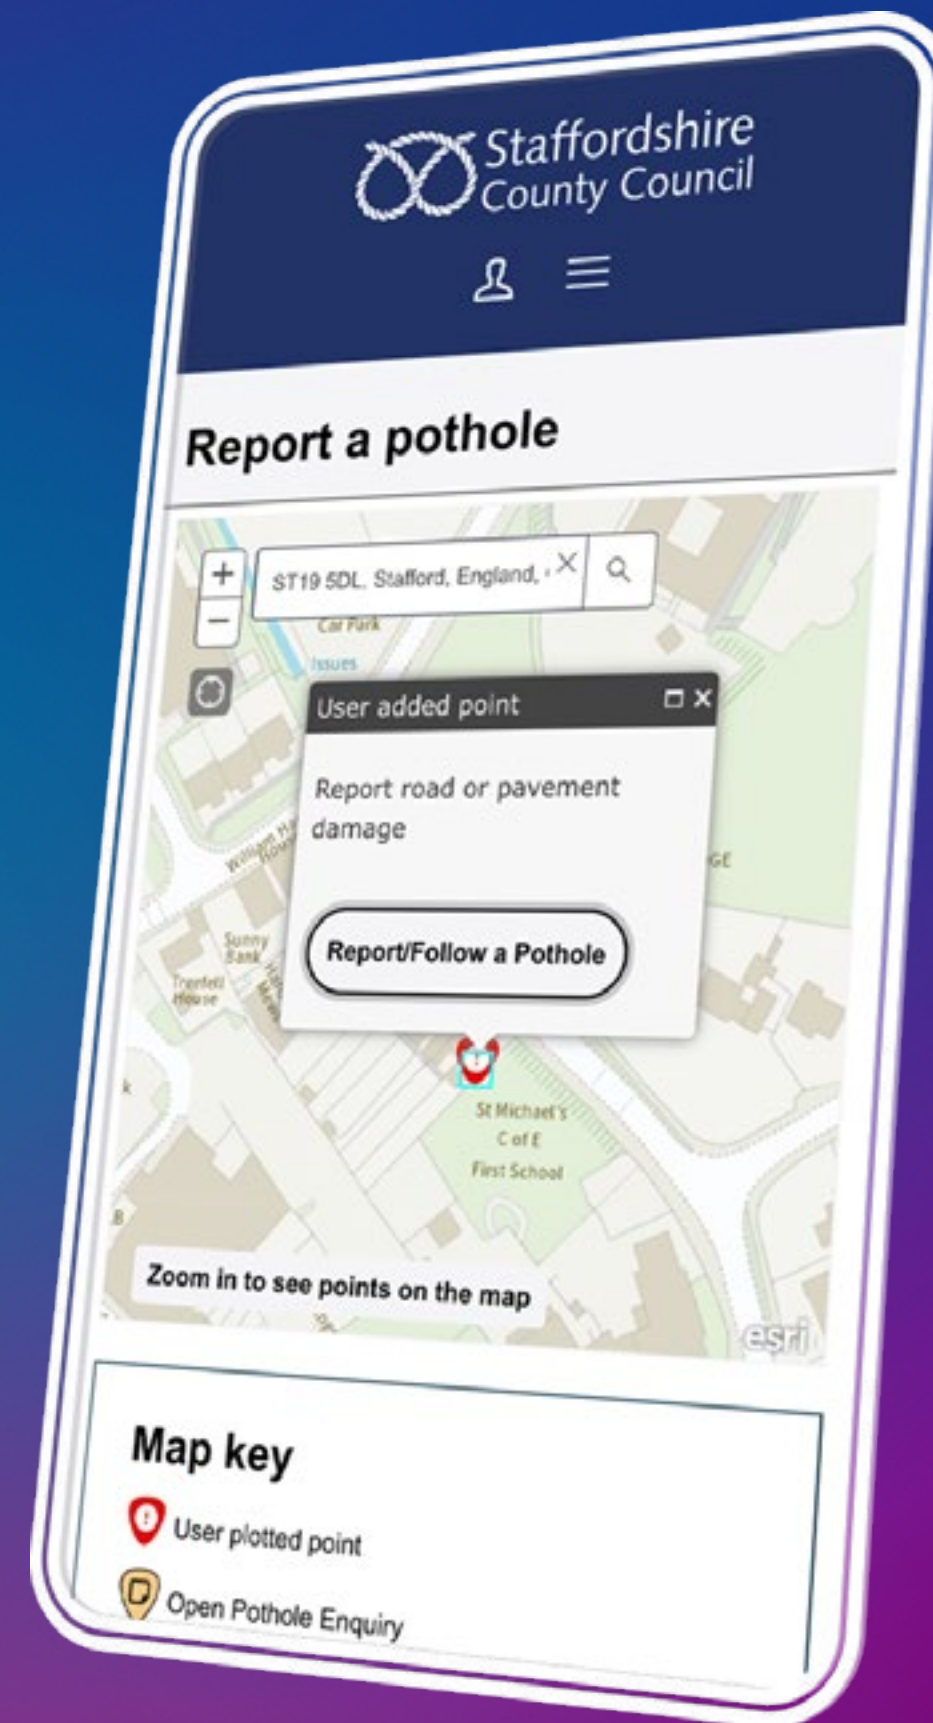 Staffordshire
County Council
Report a pothole
+
ST19 5DL, Stafford, England,
−
Car Park
Issues
User added point
Report road or pavement
damage
GE
Sunny
Bank
House
Report/Follow a Pothole
k
St Michael's
C of E
First School
B
Zoom in to see points on the map
esri
Map key
User plotted point
Open Pothole Enquiry